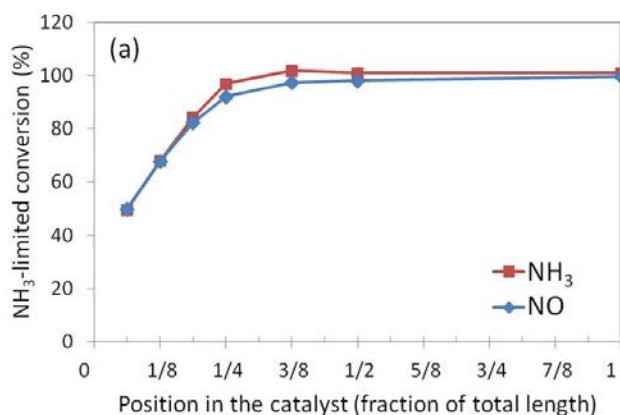 120
100
80
60
40
20
0
NH₃-limited conversion (%)
(a)
NH₃
NO
0 1/8 1/4 3/8 1/2 5/8 3/4 7/8 1
Position in the catalyst (fraction of total length)